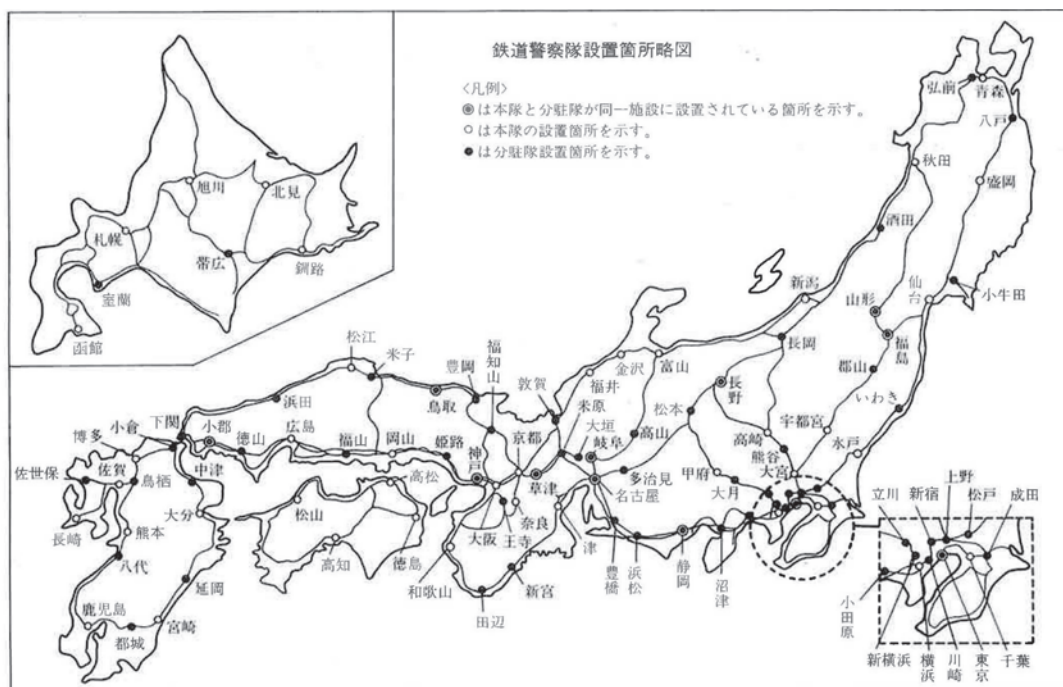 鉄道警察隊設置箇所略図
〈凡例〉
◉は本隊と分駐隊が同一施設に設置されている箇所を示す。
○は本隊の設置箇所を示す。
●は分駐隊設置箇所を示す。
旭川
北見
札幌
帯広
釧路
室蘭
函館
弘前
青森
八戸
秋田
盛岡
酒田
新潟
仙台
小牛田
山形
福島
長岡
郡山
いわき
松江
米子
豊岡
福知山
敦賀
福井
金沢
富山
長野
松本
宇都宮
水戸
浜田
鳥取
京都
米原
大垣
岐阜
高山
高崎
熊谷
大宮
博多
小倉
下関
小郡
徳山
広島
福山
岡山
姫路
神戸
草津
名古屋
多治見
甲府
大月
佐世保
佐賀
鳥栖
中津
高松
松山
高知
徳島
大阪
王寺
奈良
津
豊橋
浜松
静岡
沼津
長崎
熊本
大分
八代
延岡
和歌山
田辺
新宮
鹿児島
都城
宮崎
立川
新宿
上野
松戸
成田
小田原
新横浜
横浜
川崎
東京
千葉